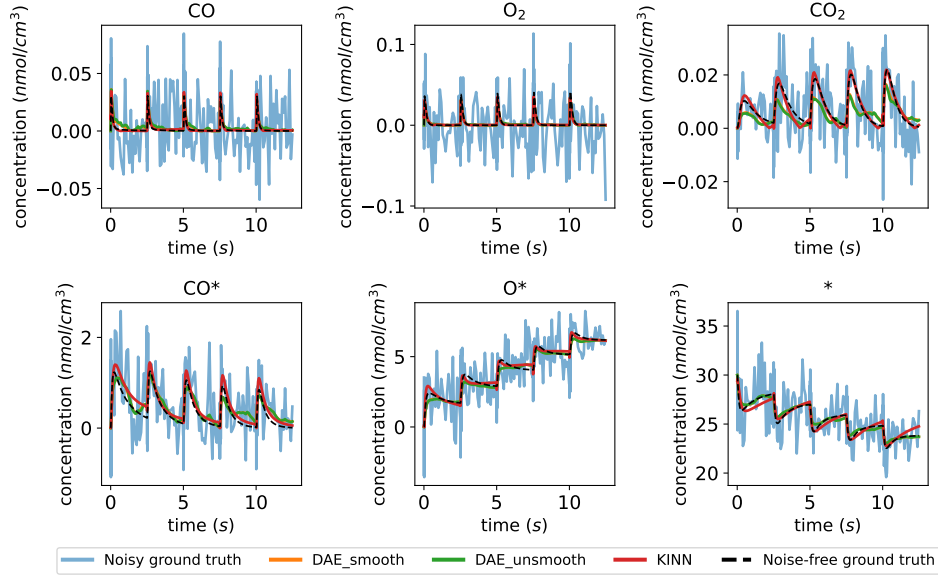 CO
O₂
CO₂
concentration (nmol/cm³)
0.05
0.00
−0.05
0
5
10
time (s)
concentration (nmol/cm³)
0.1
0.0
−0.1
0
5
10
time (s)
concentration (nmol/cm³)
0.02
0.00
−0.02
0
5
10
time (s)
CO*
O*
*
concentration (nmol/cm³)
2
0
0
5
10
time (s)
concentration (nmol/cm³)
5
0
0
5
10
time (s)
concentration (nmol/cm³)
35
30
25
20
0
5
10
time (s)
Noisy ground truth DAE_smooth DAE_unsmooth KINN Noise-free ground truth